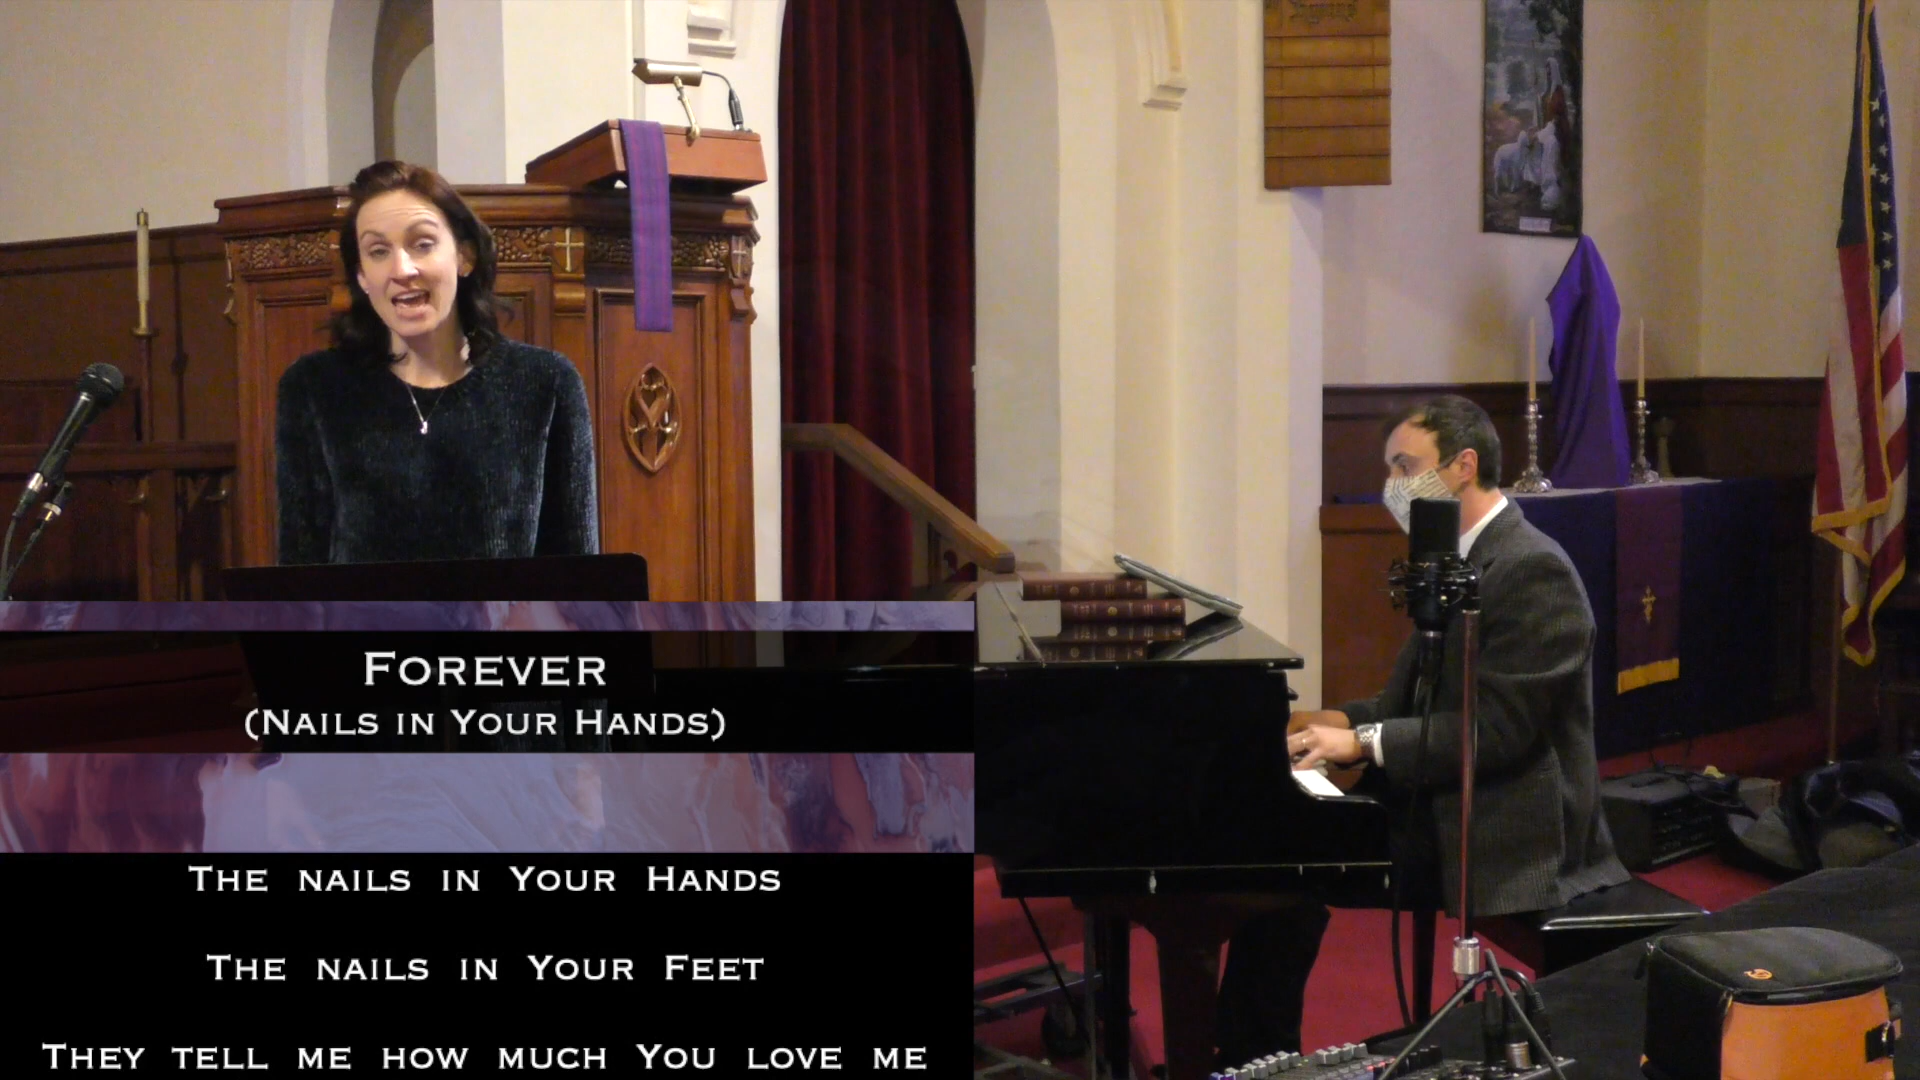 Forever
(Nails in Your Hands)
The nails in Your Hands
The nails in Your Feet
They tell me how much You love me